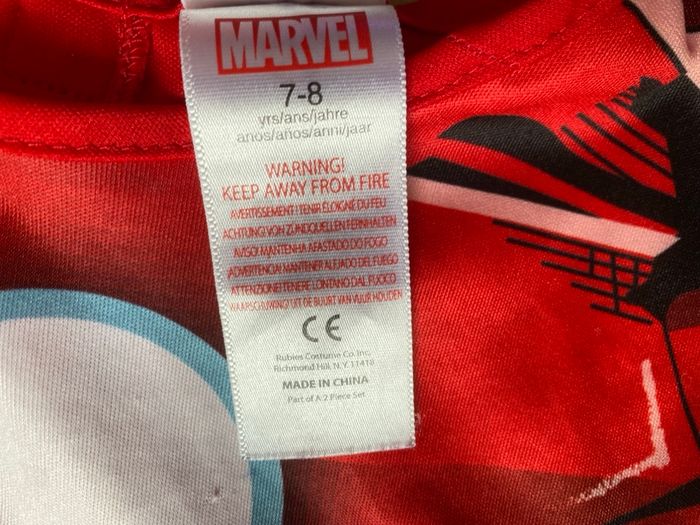 MARVEL
7-8
yrs/ans/jahre
años/anos/anni/jaar
WARNING!
KEEP AWAY FROM FIRE
AVERTISSEMENT ! TENIR ÉLOIGNÉ DU FEU
ACHTUNG! VON ZÜNDQUELLEN FERNHALTEN
AVISO! MANTENHA AFASTADO DO FOGO
¡ADVERTENCIA! MANTENER ALEJADO DEL FUEGO
ATTENZIONE! TENERE LONTANO DAL FUOCO
WAARSCHUWING! UIT DE BUURT VAN VUUR HOUDEN
CE
Rubies Costume Co. Inc.
Richmond Hill, N.Y. 11418
MADE IN CHINA
Part of A 2 Piece Set